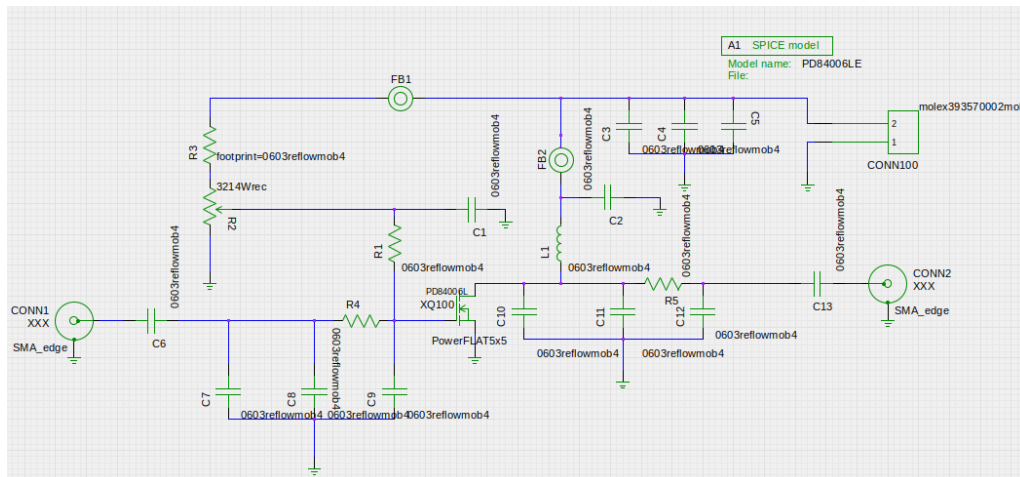 A1 SPICE model
Model name: PD84006LE
File:
FB1
molex393570002mo
2
1
CONN100
R3
footprint=0603reflowmob4
3214Wrec
R2
0603reflowmob4
C1
0603reflowmob4
R1
0603reflowmob4
FB2
0603reflowmob4
C2
C3
C4
C5
0603reflowmob4
L1
0603reflowmob4
0603reflowmob4
R5
0603reflowmob4
C13
CONN2
XXX
SMA_edge
CONN1
XXX
SMA_edge
C6
0603reflowmob4
R4
PD84006L
XQ100
PowerFLAT5x5
C10
C11
C12
0603reflowmob4
0603reflowmob4
0603reflowmob4
C7
C8
C9
0603reflowmob4
0603reflowmob4
0603reflowmob4